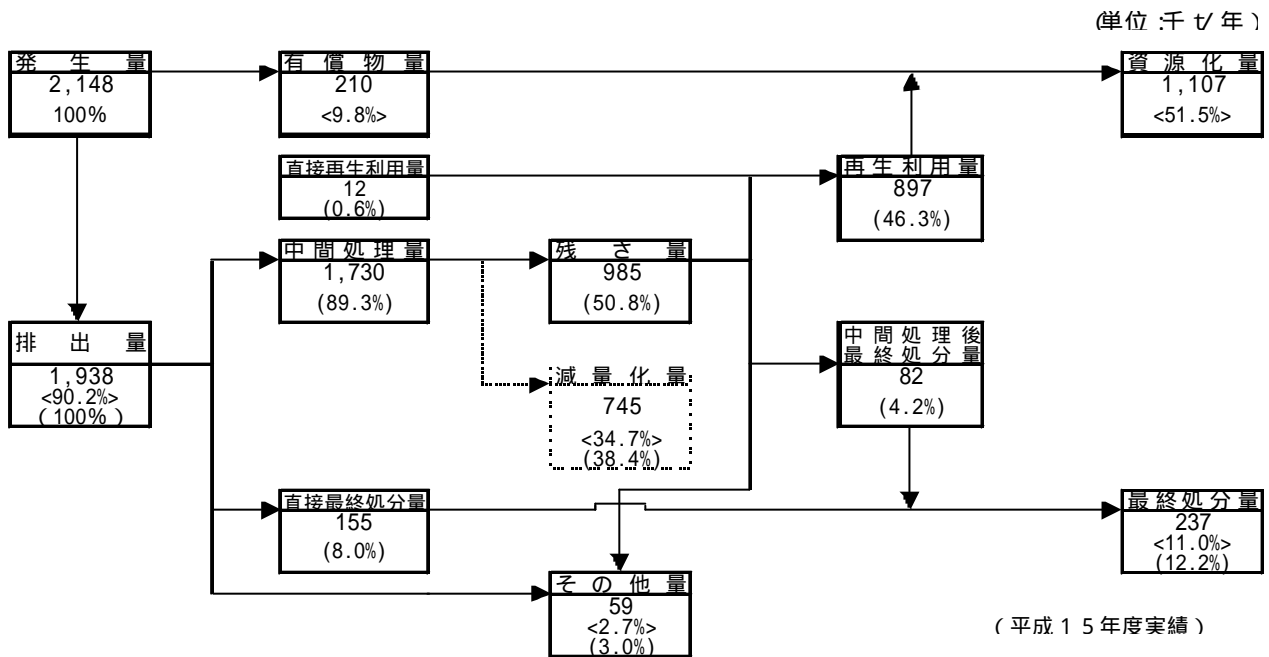 (単位:千t/年)
発生量
2,148
100%
有償物量
210
<9.8%>
資源化量
1,107
<51.5%>
直接再生利用量
12
(0.6%)
再生利用量
897
(46.3%)
中間処理量
1,730
(89.3%)
残さ量
985
(50.8%)
排出量
1,938
<90.2%>
(100%)
減量化量
745
<34.7%>
(38.4%)
中間処理後
最終処分量
82
(4.2%)
直接最終処分量
155
(8.0%)
最終処分量
237
<11.0%>
(12.2%)
その他量
59
<2.7%>
(3.0%)
(平成15年度実績)